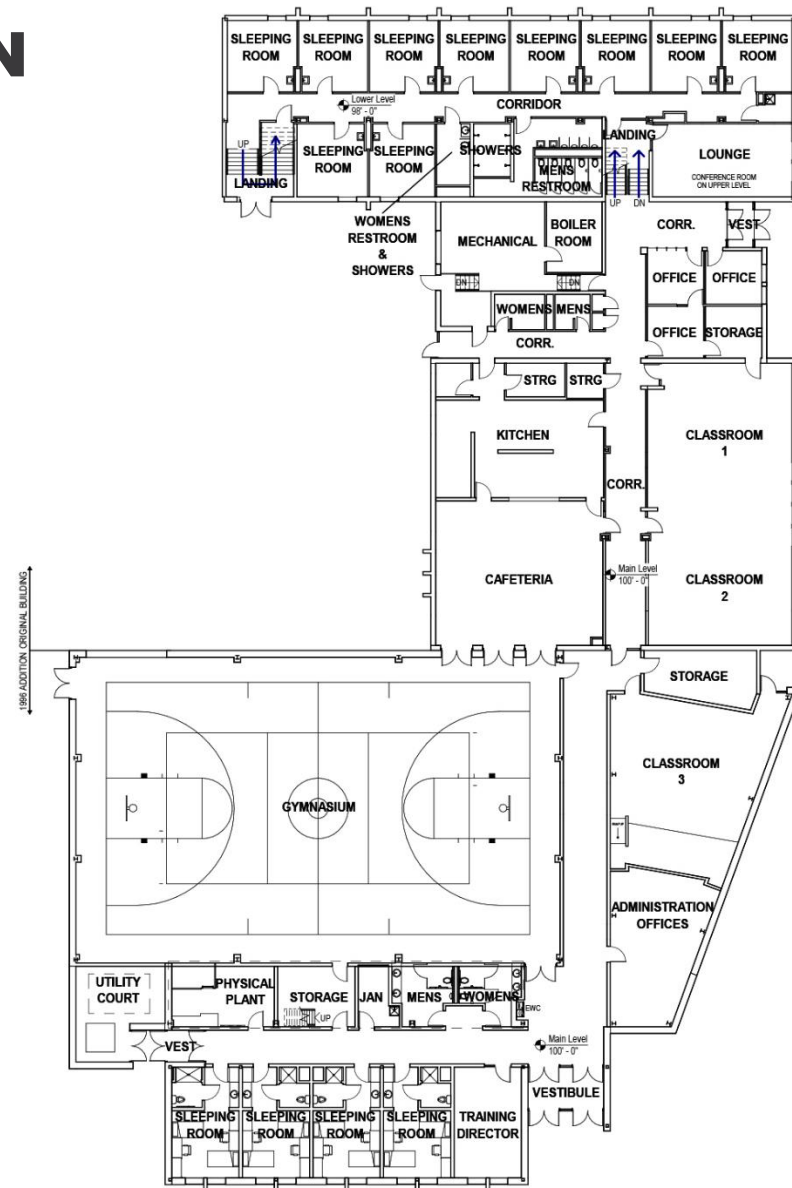 N
SLEEPING ROOM
SLEEPING ROOM
SLEEPING ROOM
SLEEPING ROOM
SLEEPING ROOM
SLEEPING ROOM
SLEEPING ROOM
SLEEPING ROOM
Lower Level
98' - 0"
CORRIDOR
UP
LANDING
SLEEPING ROOM
SLEEPING ROOM
SHOWERS
MENS
RESTROOM
LANDING
UP
DN
LOUNGE
CONFERENCE ROOM
ON UPPER LEVEL
WOMENS
RESTROOM
&
SHOWERS
MECHANICAL
BOILER
ROOM
CORR.
VEST
DN
DN
OFFICE
OFFICE
WOMENS
MENS
OFFICE
STORAGE
CORR.
STRG
STRG
KITCHEN
CLASSROOM
1
CORR.
CAFETERIA
Main Level
100' - 0"
CLASSROOM
2
1996 ADDITION
ORIGINAL BUILDING
STORAGE
CLASSROOM
3
GYMNASIUM
ADMINISTRATION
OFFICES
UTILITY
COURT
PHYSICAL
PLANT
STORAGE
UP
JAN
MENS
WOMENS
EWC
VEST
Main Level
100' - 0"
SLEEPING
ROOM
SLEEPING
ROOM
SLEEPING
ROOM
SLEEPING
ROOM
TRAINING
DIRECTOR
VESTIBULE